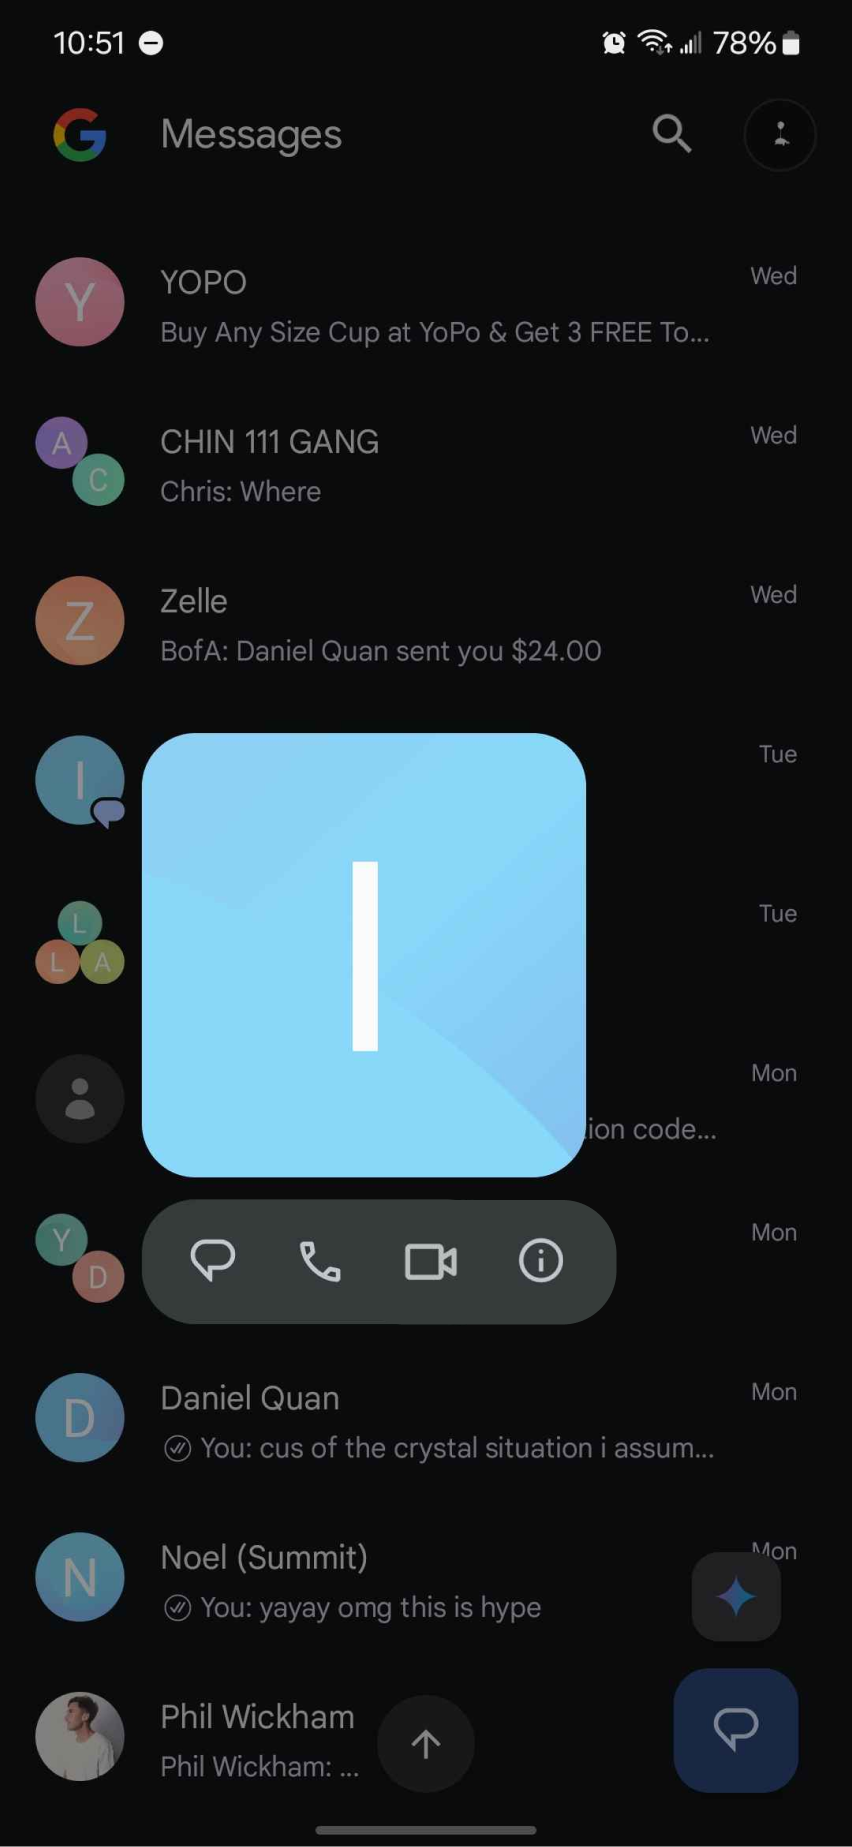 10:51
78%
G Messages
Y YOPO Wed
Buy Any Size Cup at YoPo & Get 3 FREE To...
A CHIN 111 GANG Wed
C Chris: Where
Z Zelle Wed
BofA: Daniel Quan sent you $24.00
I Tue
I
L Tue
L A
Mon
ion code...
Y Mon
D
D Daniel Quan Mon
You: cus of the crystal situation i assum...
N Noel (Summit) Mon
You: yayay omg this is hype
Phil Wickham
Phil Wickham: ...